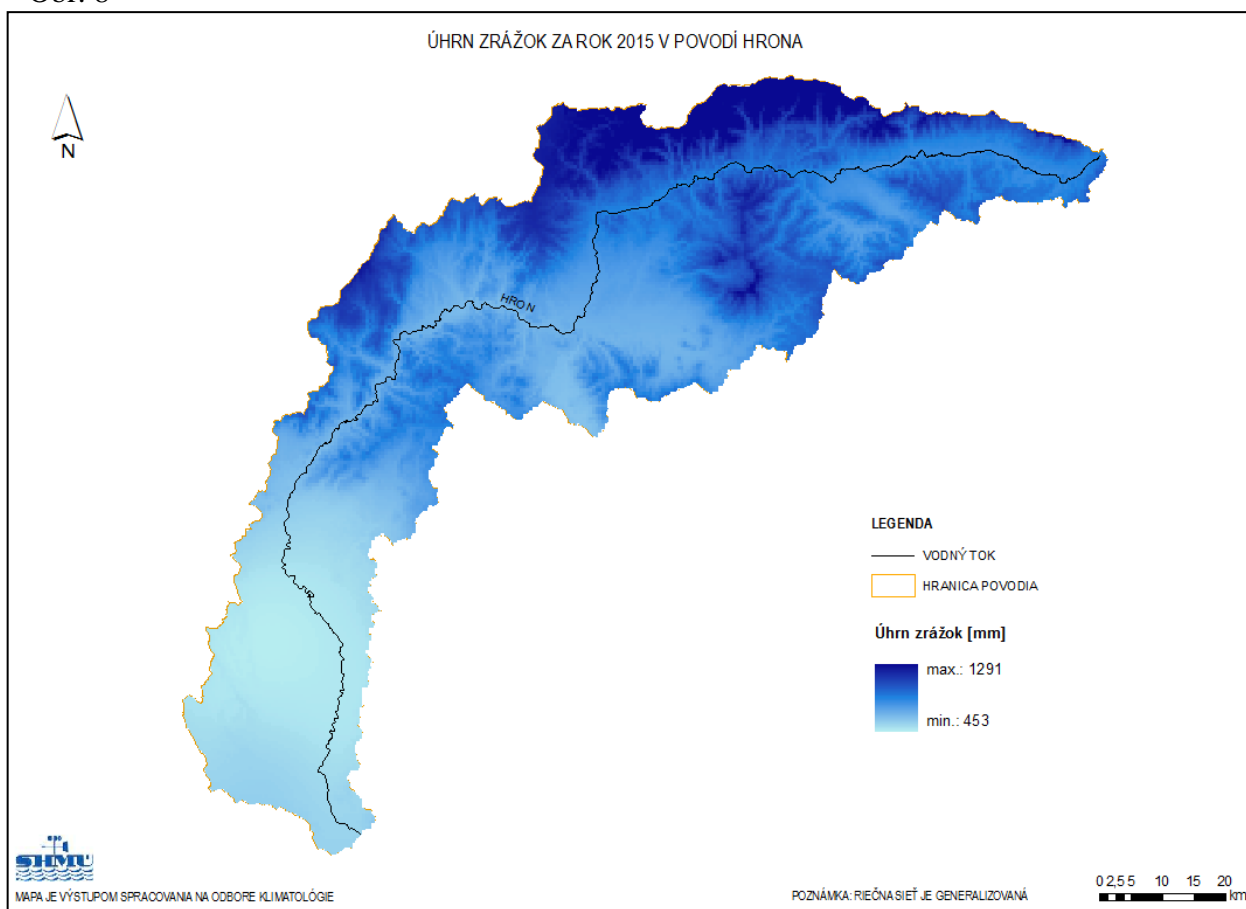 ÚHRN ZRÁŽOK ZA ROK 2015 V POVODÍ HRONA
N
HRON
LEGENDA
VODNÝ TOK
HRANICA POVODIA
Úhrn zrážok [mm]
max.: 1291
min.: 453
SHMÚ
MAPA JE VÝSTUPOM SPRACOVANIA NA ODBORE KLIMATOLÓGIE
POZNÁMKA: RIEČNA SIEŤ JE GENERALIZOVANÁ
0 2,5 5 10 15 20
km